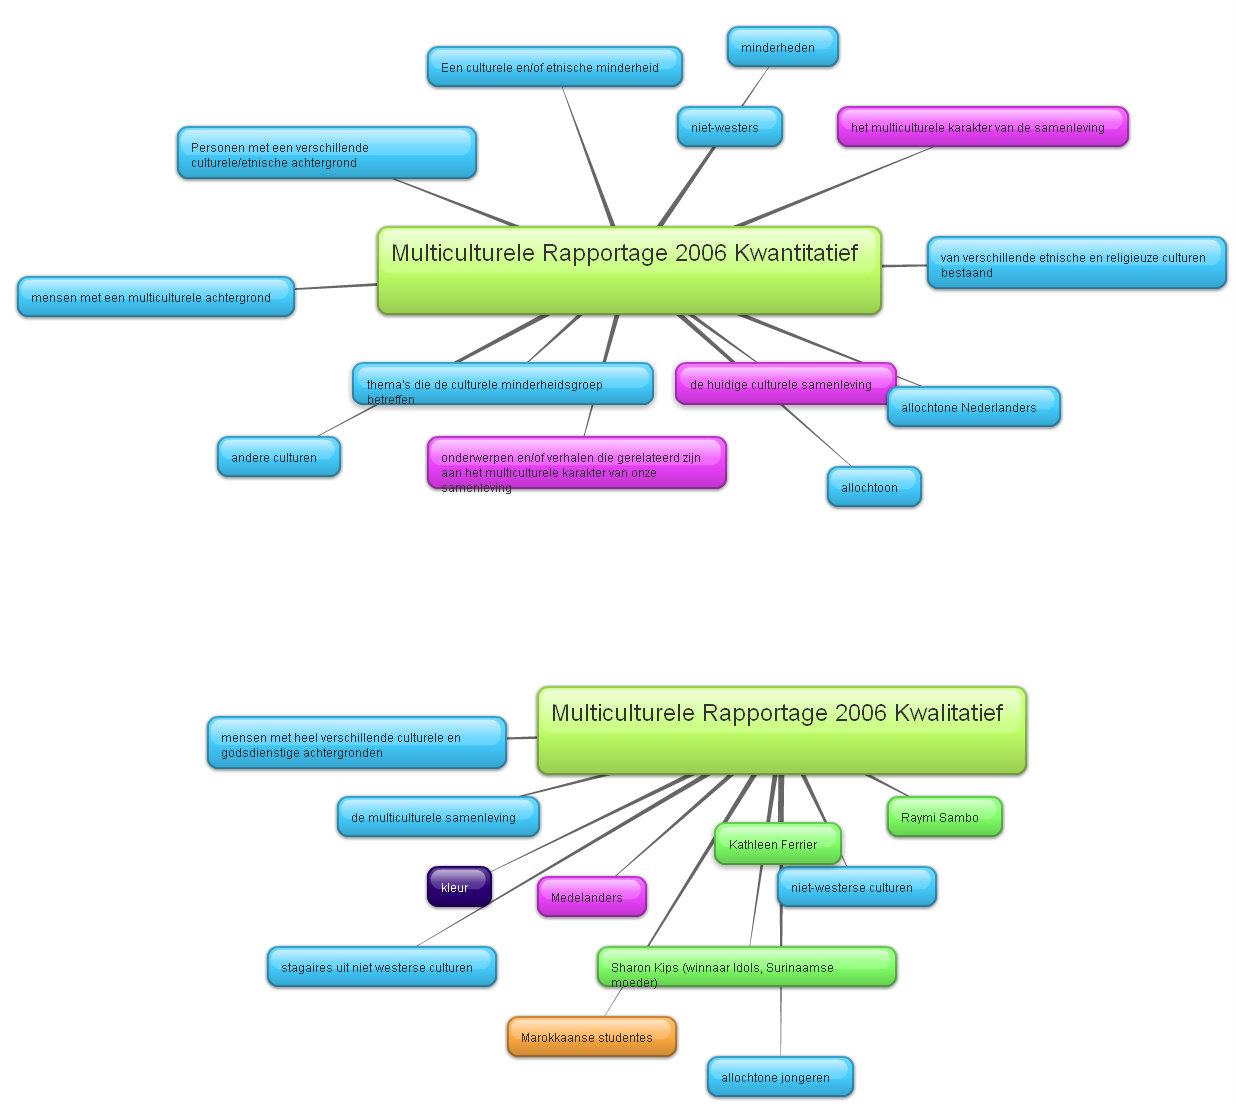 minderheden
Een culturele en/of etnische minderheid
niet-westers
het multiculturele karakter van de samenleving
Personen met een verschillende
culturele/etnische achtergrond
Multiculturele Rapportage 2006 Kwantitatief
van verschillende etnische en religieuze culturen
bestaand
mensen met een multiculturele achtergrond
thema's die de culturele minderheidsgroep
betreffen
de huidige culturele samenleving
allochtone Nederlanders
andere culturen
onderwerpen en/of verhalen die gerelateerd zijn
aan het multiculturele karakter van onze
samenleving
allochtoon
Multiculturele Rapportage 2006 Kwalitatief
mensen met heel verschillende culturele en
godsdienstige achtergronden
de multiculturele samenleving
Raymi Sambo
Kathleen Ferrier
kleur
Medelanders
niet-westerse culturen
stagaires uit niet westerse culturen
Sharon Kips (winnaar Idols, Surinaamse
moeder)
Marokkaanse studentes
allochtone jongeren